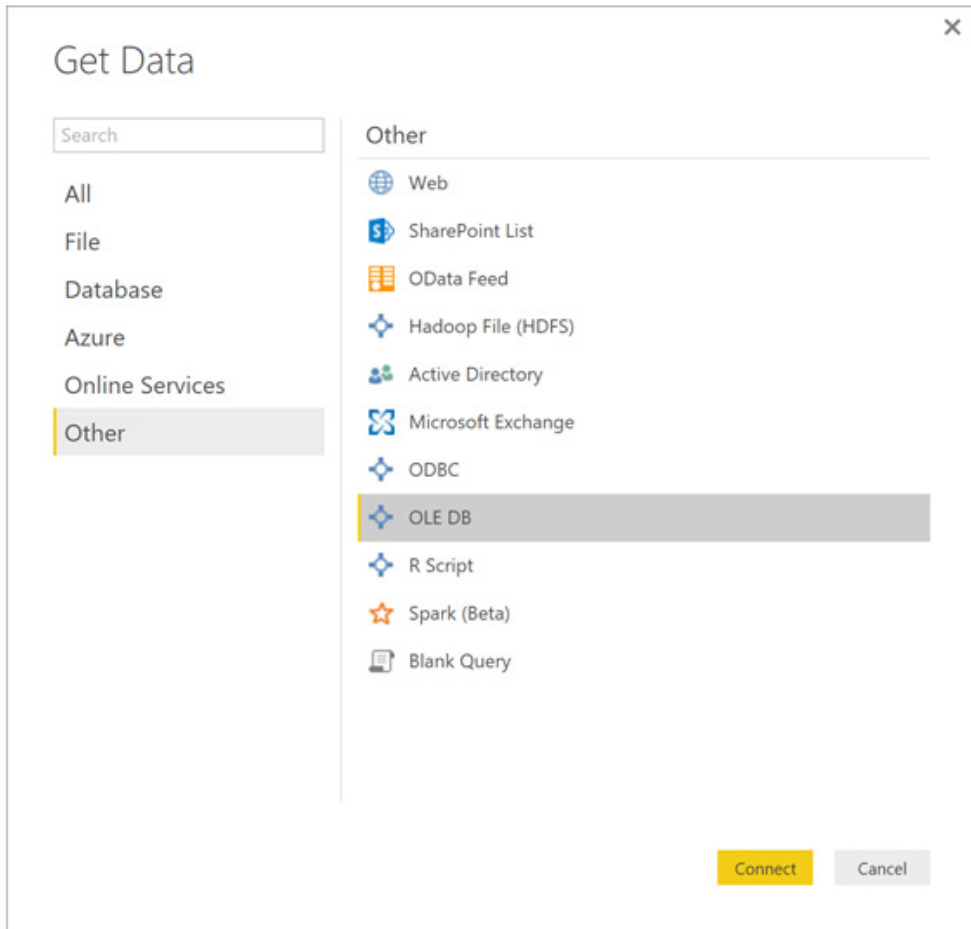 Get Data
Search
All
File
Database
Azure
Online Services
Other
Other
Web
SharePoint List
OData Feed
Hadoop File (HDFS)
Active Directory
Microsoft Exchange
ODBC
OLE DB
R Script
Spark (Beta)
Blank Query
Connect
Cancel